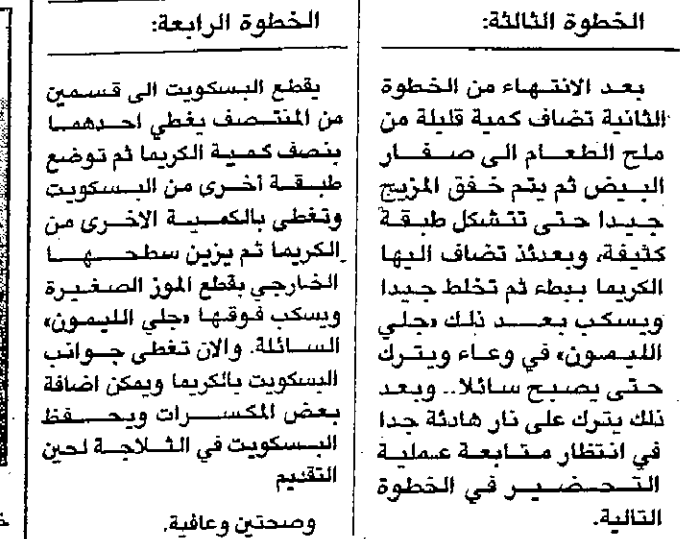 الخطوة الثالثة:
بعد الانتهاء من الخطوة
الثانية تضاف كمية قليلة من
ملح الطعام الى صفار
البيض ثم يتم خفق المزيج
جيدا حتى تتشكل طبقة
كثيفة، وبعدئذ تضاف اليها
الكريما ببطء ثم تخلط جيدا
ويسكب بعد ذلك «جلي
الليمون» في وعاء ويترك
حتى يصبح سائلا.. وبعد
ذلك يترك على نار هادئة جدا
في انتظار متابعة عملية
التحضير في الخطوة
التالية.
الخطوة الرابعة:
يقطع البسكويت الى قسمين
من المنتصف يغطي احدهما
بنصف كمية الكريما ثم توضع
طبقة أخرى من البسكويت
وتغطى بالكمية الاخرى من
الكريما ثم يزين سطحها
الخارجي بقطع الموز الصغيرة
ويسكب فوقها «جلي الليمون»
السائلة. والان تغطى جوانب
البسكويت بالكريما ويمكن اضافة
بعض المكسرات ويحفظ
البسكويت في الثلاجة لحين
التقديم
وصحتين وعافية.